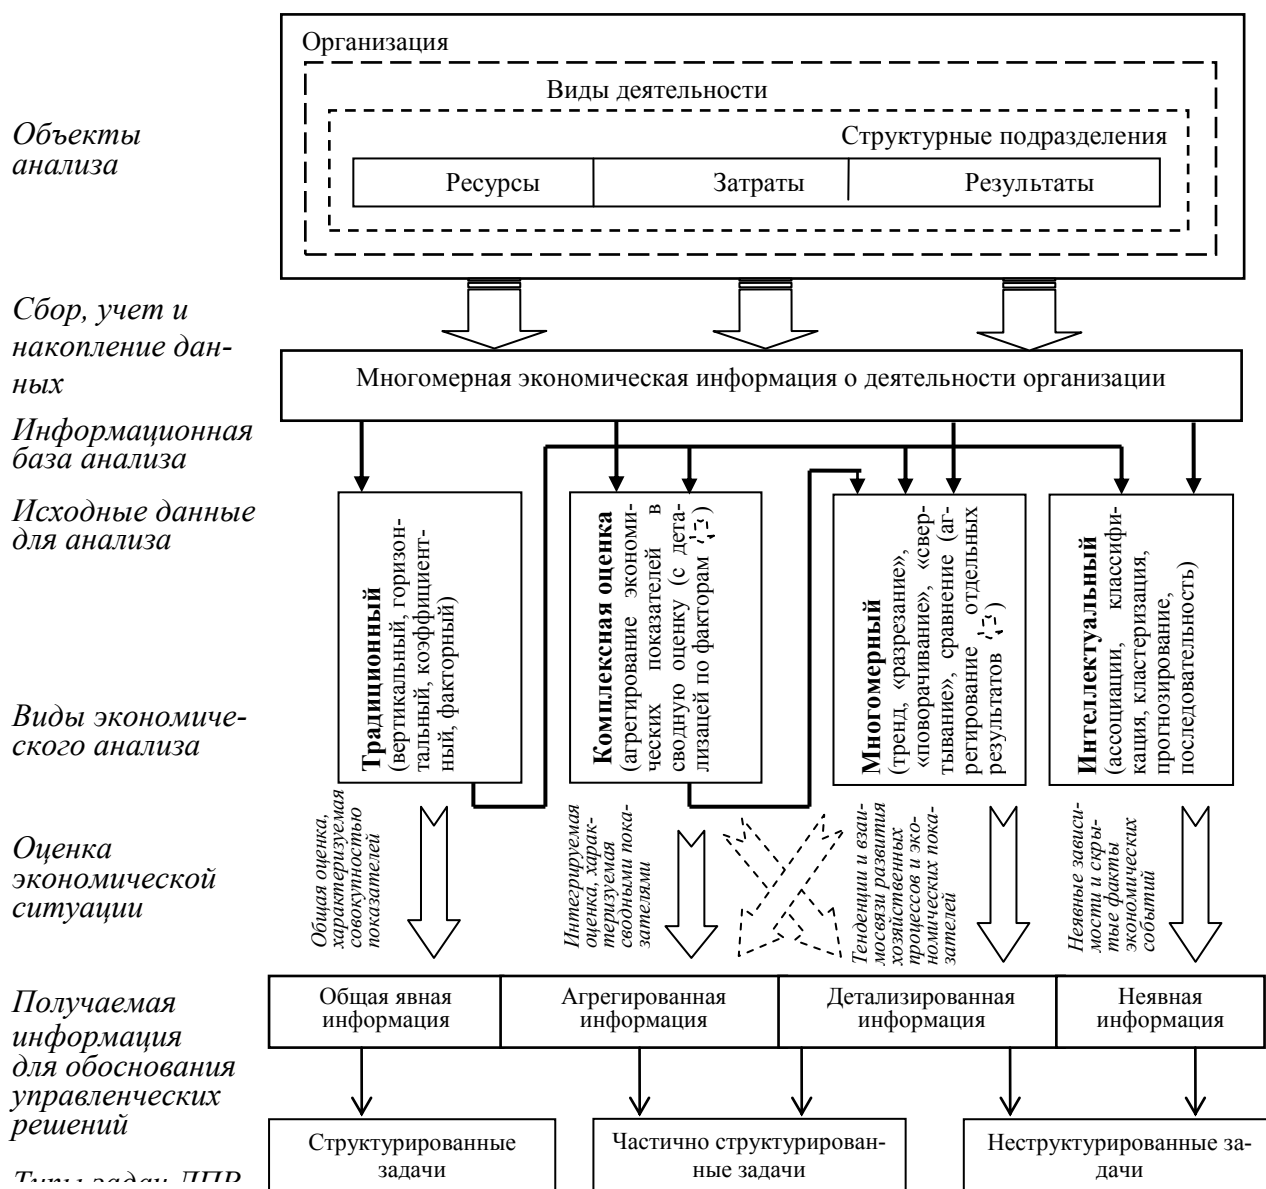 Организация
Виды деятельности
Структурные подразделения
Объекты
анализа
Ресурсы
Затраты
Результаты
Сбор, учет и
накопление дан-
ных
Многомерная экономическая информация о деятельности организации
Информационная
база анализа
Исходные данные
для анализа
Виды экономиче-
ского анализа
Традиционный
(вертикальный, горизон-
тальный, коэффициент-
ный, факторный)
Комплексная оценка
(агрегирование экономи-
ческих показателей в
сводную оценку (с дета-
лизацией по факторам )
Многомерный
(тренд, «разрезание»,
«поворачивание», «свер-
тывание», сравнение (аг-
регирование отдельных
результатов )
Интеллектуальный
(ассоциации, классифи-
кация, кластеризация,
прогнозирование,
последовательность)
Оценка
экономической
ситуации
Общая оценка,
характеризуемая
совокупностью
показателей
Интегрируемая
оценка, харак-
теризуемая
сводными пока-
зателями
Тенденции и взаи-
мосвязи развития
хозяйственных
процессов и эко-
номических пока-
зателей
Неявные зависи-
мости и скры-
тые факты
экономических
событий
Получаемая
информация
для обоснования
управленческих
решений
Общая явная
информация
Агрегированная
информация
Детализированная
информация
Неявная
информация
Структурированные
задачи
Частично структурирован-
ные задачи
Неструктурированные за-
дачи
Типы задач ЛПР